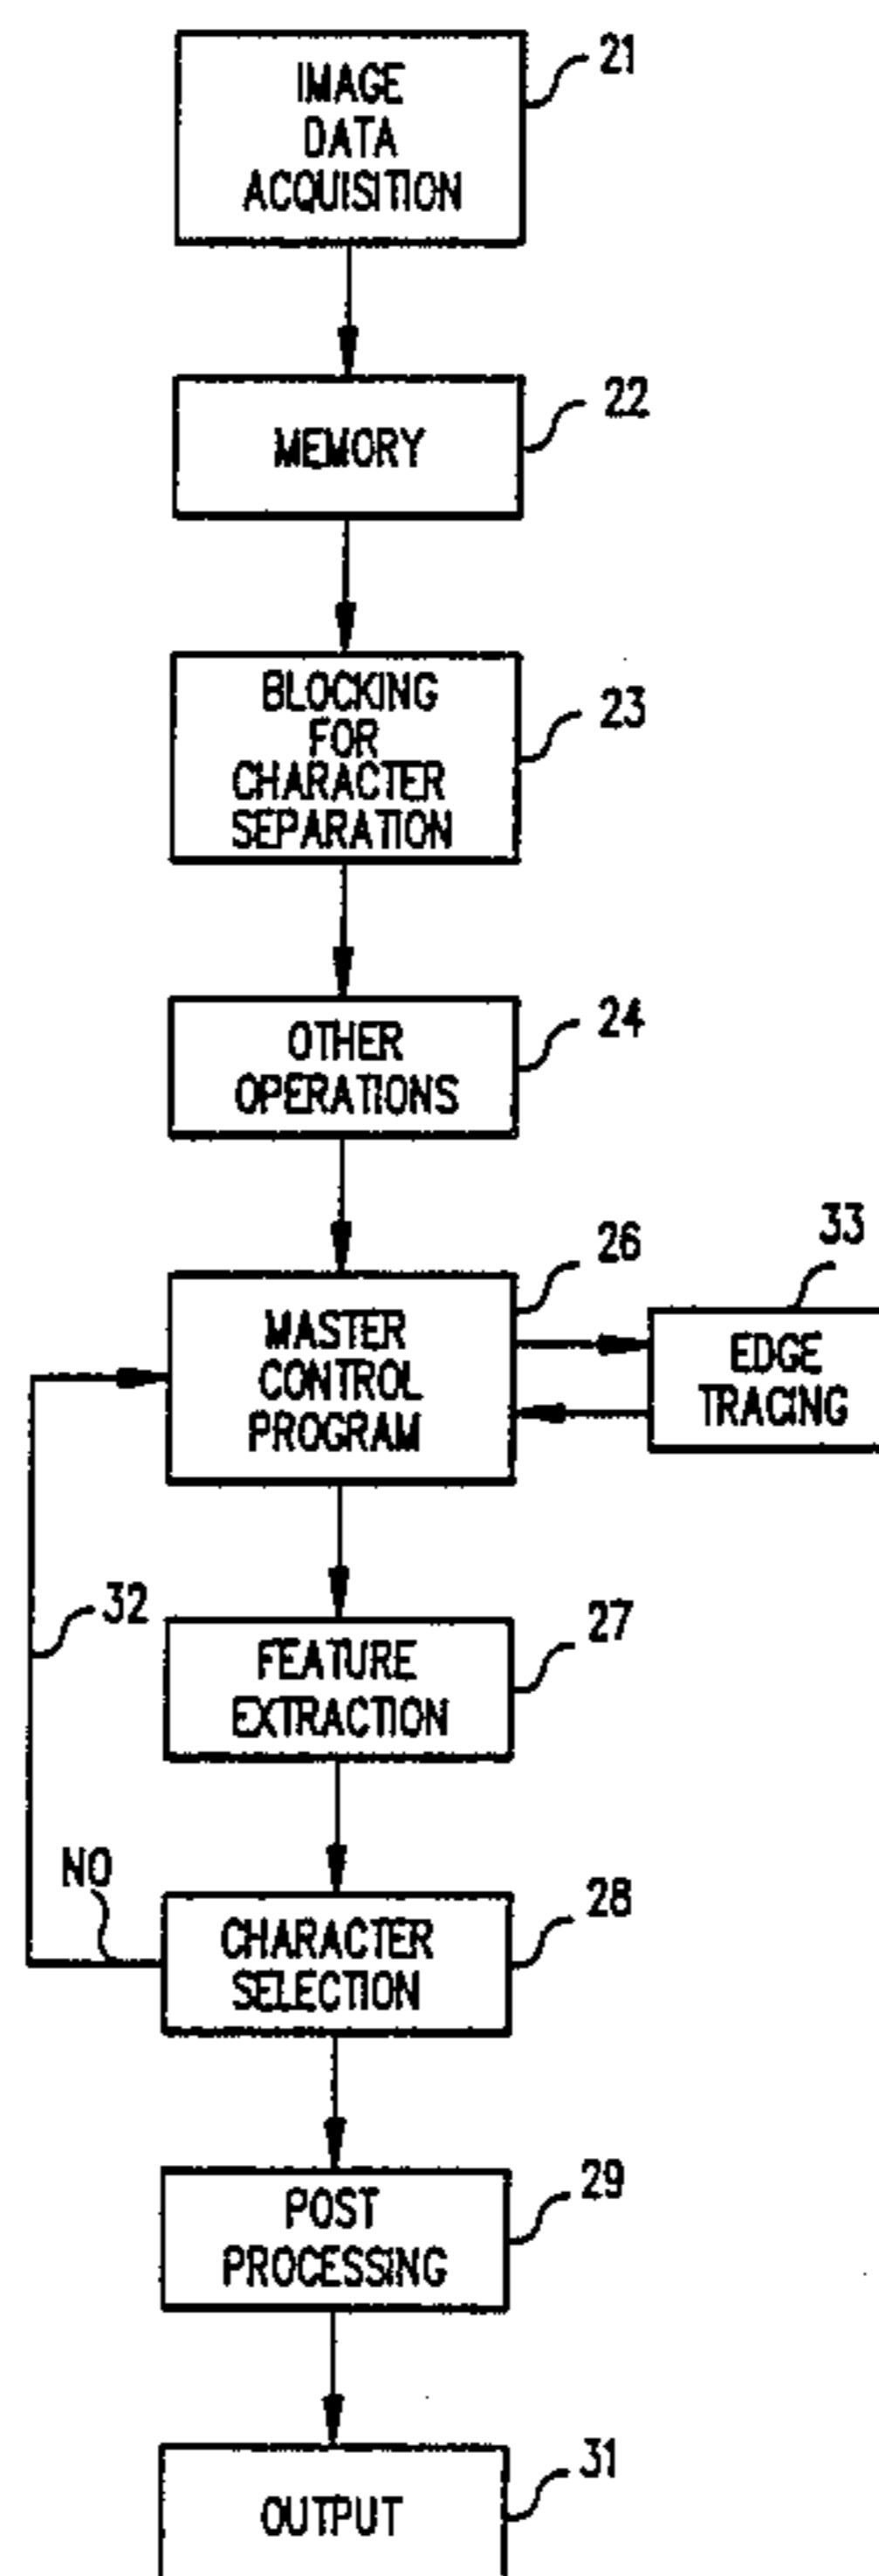 IMAGE
DATA
ACQUISITION
21
MEMORY
22
BLOCKING
FOR
CHARACTER
SEPARATION
23
OTHER
OPERATIONS
24
MASTER
CONTROL
PROGRAM
26
EDGE
TRACING
33
32
FEATURE
EXTRACTION
27
NO
CHARACTER
SELECTION
28
POST
PROCESSING
29
OUTPUT
31